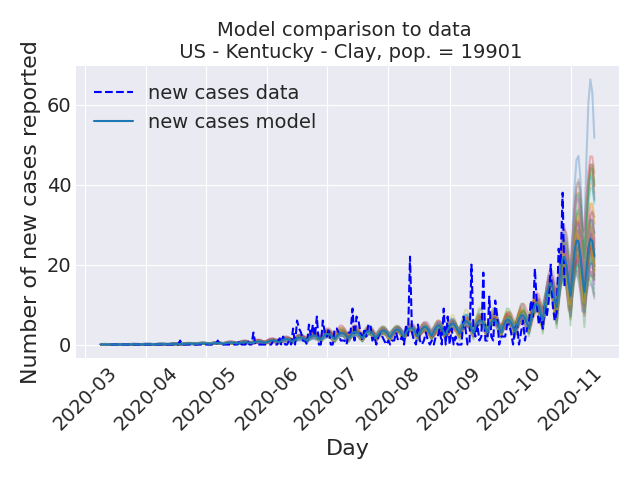 Model comparison to data
US - Kentucky - Clay, pop. = 19901
Number of new cases reported
60
40
20
0
new cases data
new cases model
2020-03
2020-04
2020-05
2020-06
2020-07
2020-08
2020-09
2020-10
2020-11
Day